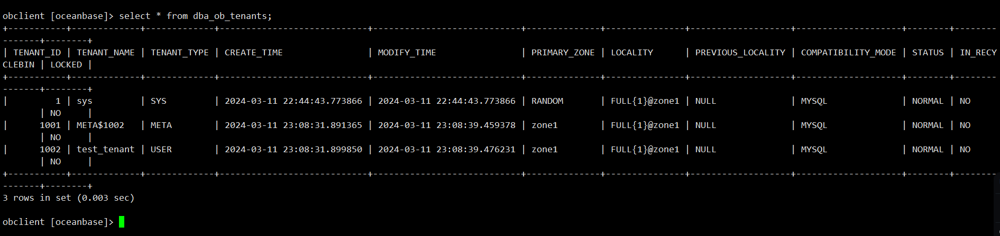 obclient [oceanbase]> select * from dba_ob_tenants;
+-----------+-------------+-------------+----------------------------+----------------------------+--------------+---------------+-------------------+--------------------+--------+--------
-------+--------+
| TENANT_ID | TENANT_NAME | TENANT_TYPE | CREATE_TIME                | MODIFY_TIME                | PRIMARY_ZONE | LOCALITY      | PREVIOUS_LOCALITY | COMPATIBILITY_MODE | STATUS | IN_RECY
CLEBIN | LOCKED |
+-----------+-------------+-------------+----------------------------+----------------------------+--------------+---------------+-------------------+--------------------+--------+--------
-------+--------+
|         1 | sys         | SYS         | 2024-03-11 22:44:43.773866 | 2024-03-11 22:44:43.773866 | RANDOM       | FULL{1}@zone1 | NULL              | MYSQL              | NORMAL | NO
       | NO     |
|      1001 | META$1002   | META        | 2024-03-11 23:08:31.891365 | 2024-03-11 23:08:39.459378 | zone1        | FULL{1}@zone1 | NULL              | MYSQL              | NORMAL | NO
       | NO     |
|      1002 | test_tenant | USER        | 2024-03-11 23:08:31.899850 | 2024-03-11 23:08:39.476231 | zone1        | FULL{1}@zone1 | NULL              | MYSQL              | NORMAL | NO
       | NO     |
+-----------+-------------+-------------+----------------------------+----------------------------+--------------+---------------+-------------------+--------------------+--------+--------
-------+--------+
3 rows in set (0.003 sec)
obclient [oceanbase]>